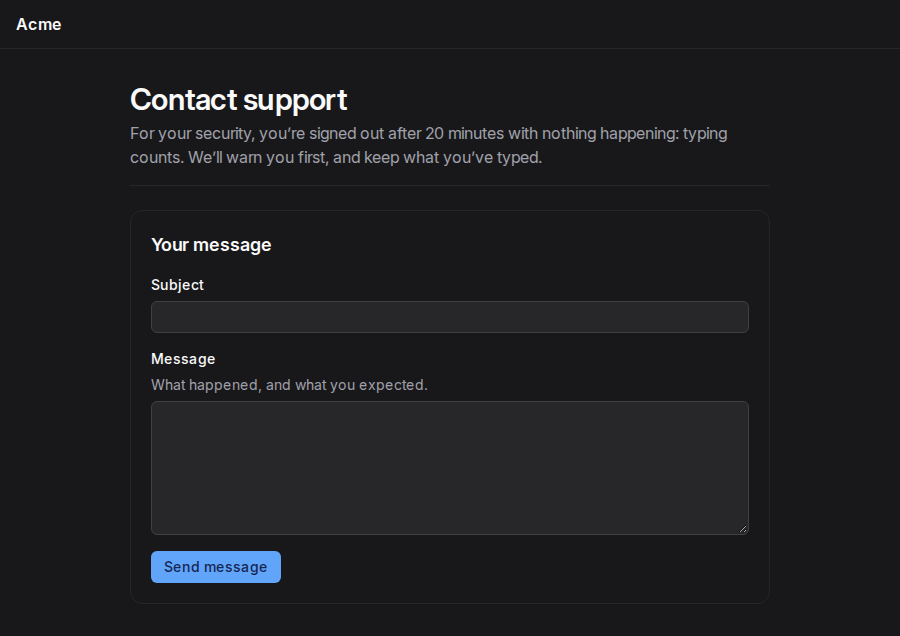 Acme
Contact support
For your security, you’re signed out after 20 minutes with nothing happening: typing
counts. We’ll warn you first, and keep what you’ve typed.
Your message
Subject
Message
What happened, and what you expected.
Send message